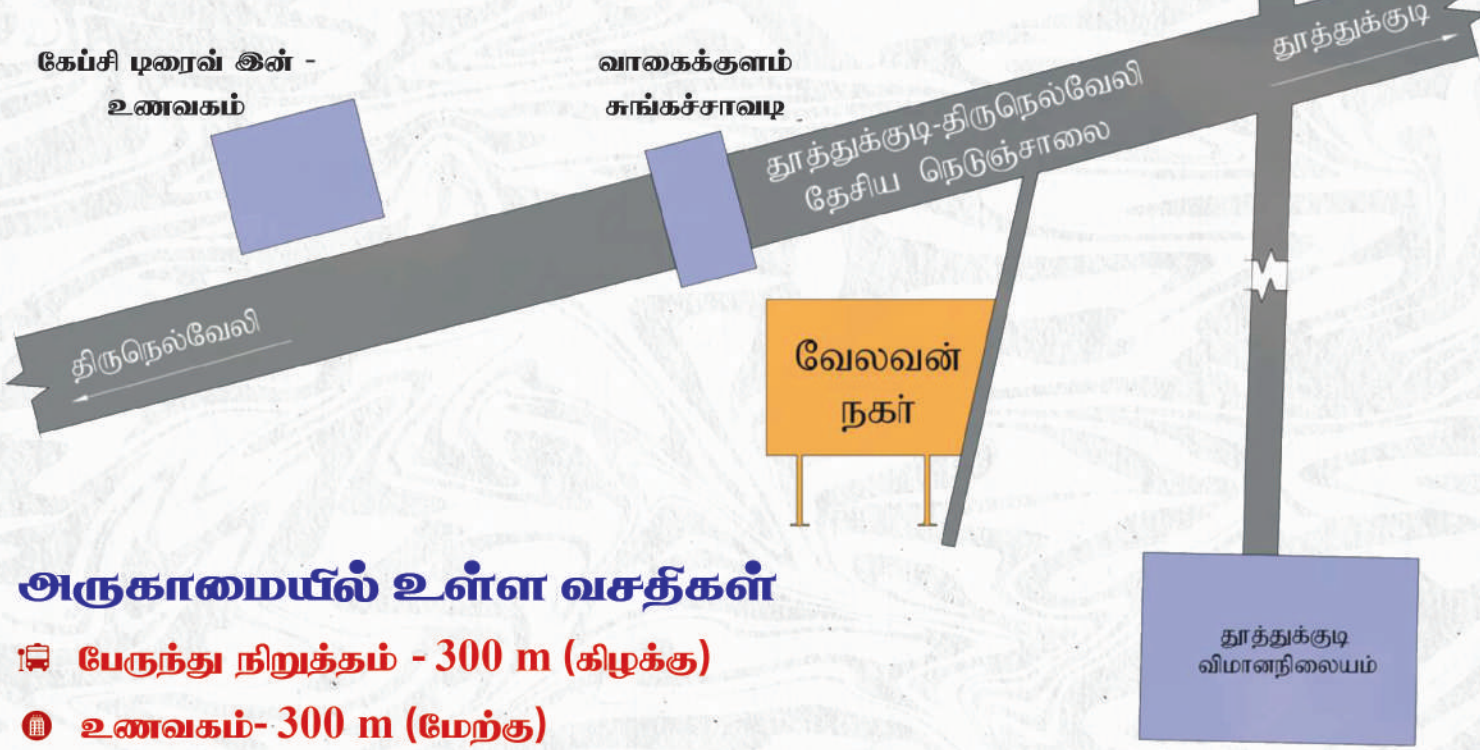 கேப்சி டிரைவ் இன் -
உணவகம்
வாகைக்குளம்
சுங்கச்சாவடி
தூத்துக்குடி
தூத்துக்குடி-திருநெல்வேலி
தேசிய நெடுஞ்சாலை
திருநெல்வேலி
வேலவன்
நகர்
அருகாமையில் உள்ள வசதிகள்
பேருந்து நிறுத்தம் - 300 m (கிழக்கு)
உணவகம்- 300 m (மேற்கு)
தூத்துக்குடி
விமானநிலையம்